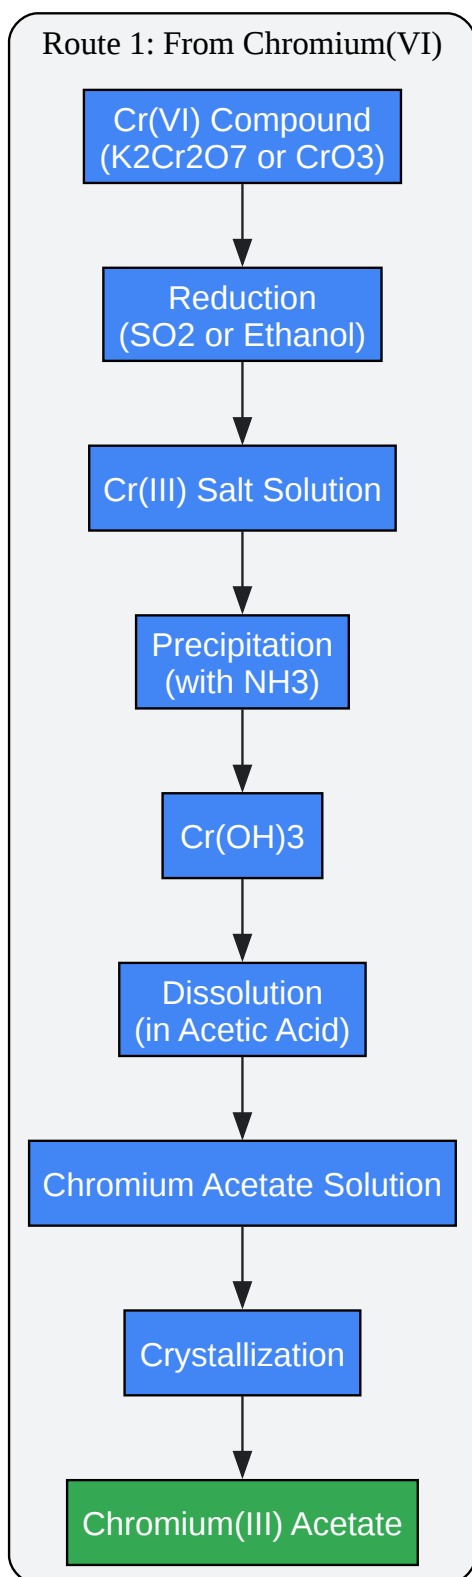 Route 1: From Chromium(VI)
Cr(VI) Compound
(K2Cr2O7 or CrO3)
Reduction
(SO2 or Ethanol)
Cr(III) Salt Solution
Precipitation
(with NH3)
Cr(OH)3
Dissolution
(in Acetic Acid)
Chromium Acetate Solution
Crystallization
Chromium(III) Acetate